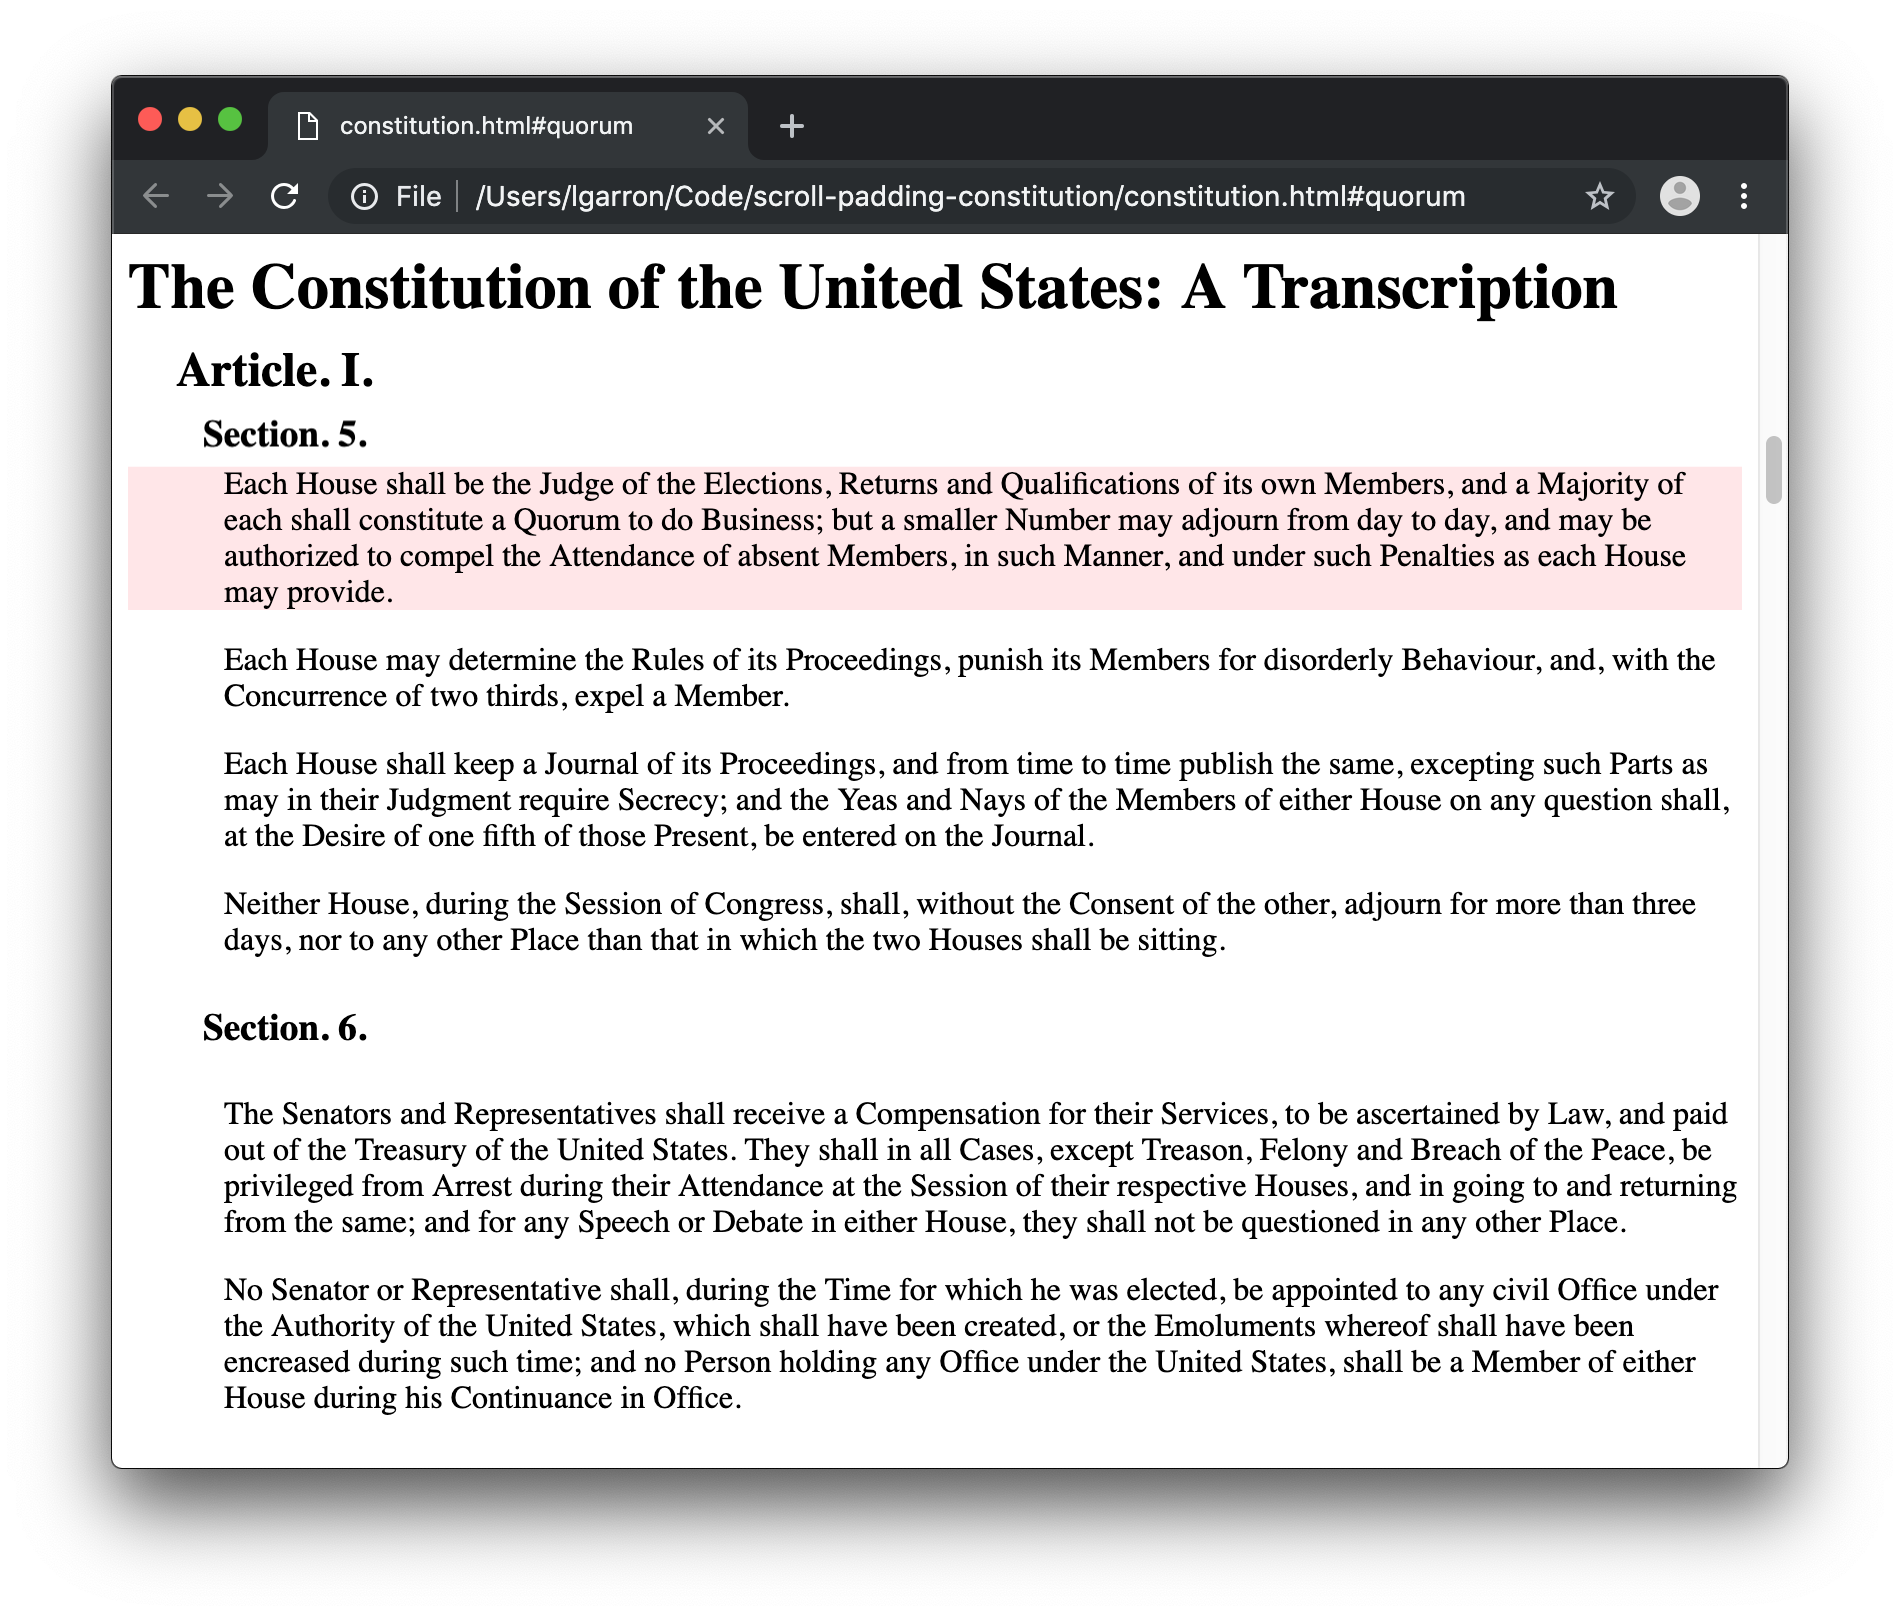 constitution.html#quorum
File /Users/lgarron/Code/scroll-padding-constitution/constitution.html#quorum
The Constitution of the United States: A Transcription
Article. I.
Section. 5.
Each House shall be the Judge of the Elections, Returns and Qualifications of its own Members, and a Majority of
each shall constitute a Quorum to do Business; but a smaller Number may adjourn from day to day, and may be
authorized to compel the Attendance of absent Members, in such Manner, and under such Penalties as each House
may provide.
Each House may determine the Rules of its Proceedings, punish its Members for disorderly Behaviour, and, with the
Concurrence of two thirds, expel a Member.
Each House shall keep a Journal of its Proceedings, and from time to time publish the same, excepting such Parts as
may in their Judgment require Secrecy; and the Yeas and Nays of the Members of either House on any question shall,
at the Desire of one fifth of those Present, be entered on the Journal.
Neither House, during the Session of Congress, shall, without the Consent of the other, adjourn for more than three
days, nor to any other Place than that in which the two Houses shall be sitting.
Section. 6.
The Senators and Representatives shall receive a Compensation for their Services, to be ascertained by Law, and paid
out of the Treasury of the United States. They shall in all Cases, except Treason, Felony and Breach of the Peace, be
privileged from Arrest during their Attendance at the Session of their respective Houses, and in going to and returning
from the same; and for any Speech or Debate in either House, they shall not be questioned in any other Place.
No Senator or Representative shall, during the Time for which he was elected, be appointed to any civil Office under
the Authority of the United States, which shall have been created, or the Emoluments whereof shall have been
encreased during such time; and no Person holding any Office under the United States, shall be a Member of either
House during his Continuance in Office.